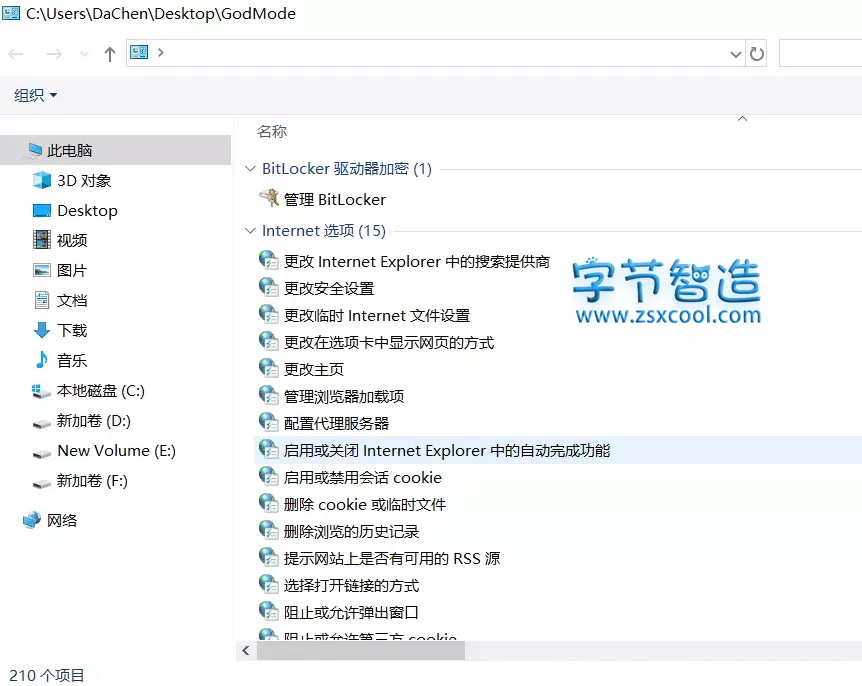 C:\Users\DaChen\Desktop\GodMode
组织
此电脑
3D 对象
Desktop
视频
图片
文档
下载
音乐
本地磁盘 (C:)
新加卷 (D:)
New Volume (E:)
新加卷 (F:)
网络
名称
BitLocker 驱动器加密 (1)
管理 BitLocker
Internet 选项 (15)
更改 Internet Explorer 中的搜索提供商
更改安全设置
更改临时 Internet 文件设置
更改在选项卡中显示网页的方式
更改主页
管理浏览器加载项
配置代理服务器
启用或关闭 Internet Explorer 中的自动完成功能
启用或禁用会话 cookie
删除 cookie 或临时文件
删除浏览的历史记录
提示网站上是否有可用的 RSS 源
选择打开链接的方式
阻止或允许弹出窗口
阻止或允许第三方 cookie
字节智造
www.zsxcool.com
210 个项目